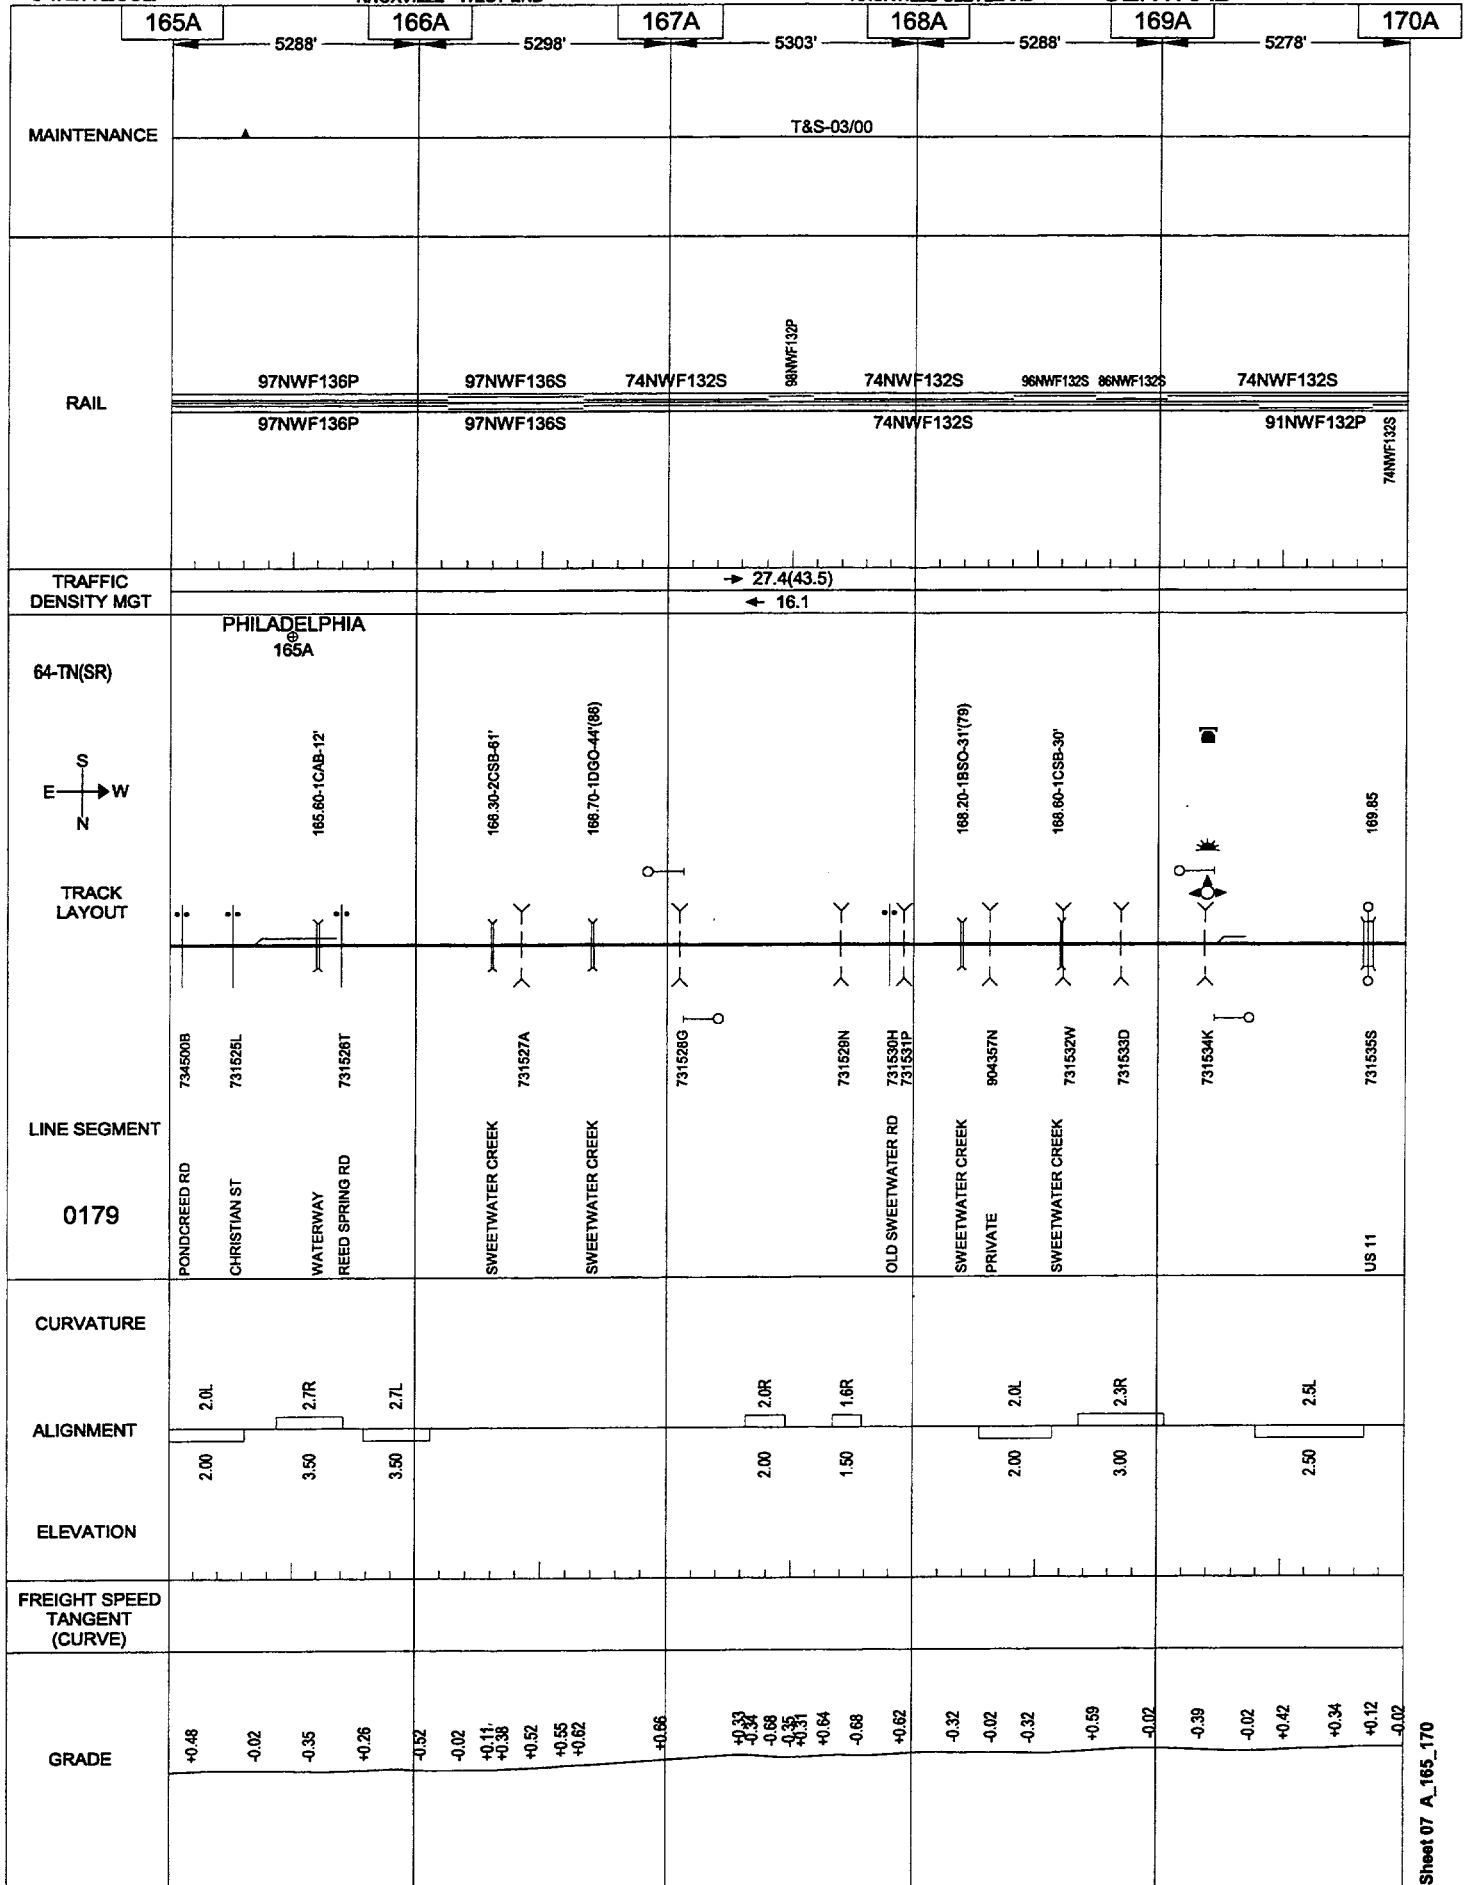 165A 166A 167A 168A 169A 170A
5288' 5298' 5303' 5288' 5278'
MAINTENANCE
T&S-03/00
RAIL
97NWF136P 97NWF136S 74NWF132S 98NWF132P 74NWF132S 96NWF132S 86NWF132S 74NWF132S
97NWF136P 97NWF136S 74NWF132S 91NWF132P 74NWF132S
TRAFFIC
DENSITY MGT
27.4(43.5)
16.1
PHILADELPHIA
165A
64-TN(SR)
S
E W
N
165.60-1CAB-12'
166.30-2CSB-61'
166.70-1DGO-44'(86)
168.20-1BSO-31'(79)
168.60-1CSB-30'
169.85
TRACK
LAYOUT
734500B
731525L
731526T
731527A
731528G
731529N
731530H
731531P
904357N
731532W
731533D
731534K
731535S
LINE SEGMENT
0179
PONDCREED RD
CHRISTIAN ST
WATERWAY
REED SPRING RD
SWEETWATER CREEK
SWEETWATER CREEK
OLD SWEETWATER RD
SWEETWATER CREEK
PRIVATE
SWEETWATER CREEK
US 11
CURVATURE
2.0L 2.7R 2.7L 2.0R 1.6R 2.0L 2.3R 2.5L
ALIGNMENT
2.00 3.50 3.50 2.00 1.50 2.00 3.00 2.50
ELEVATION
FREIGHT SPEED
TANGENT
(CURVE)
GRADE
+0.48 -0.02 -0.35 +0.26 -0.52 -0.02 +0.11 +0.38 +0.52 +0.55 +0.62 +0.66 +0.33 -0.34 -0.68 -0.35 +0.31 +0.64 -0.68 +0.62 -0.32 -0.02 -0.32 +0.59 -0.02 -0.39 -0.02 +0.42 +0.34 +0.12 -0.02
Sheet 07 A_165_170